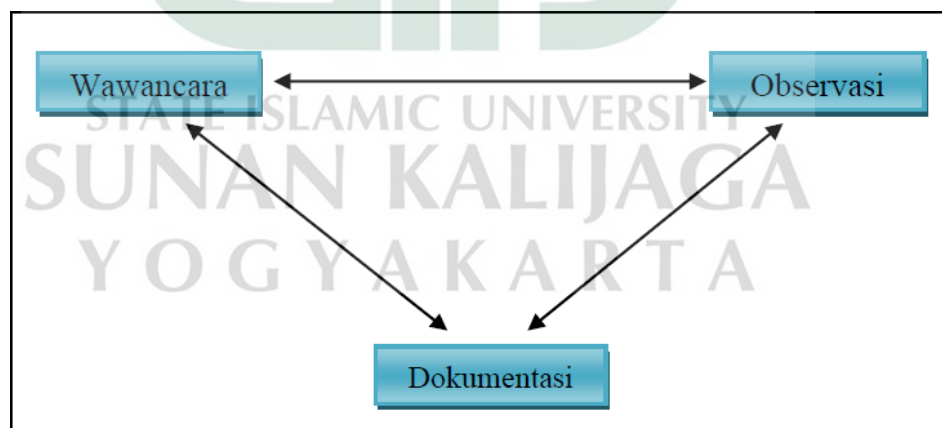 Wawancara
Observasi
STATE ISLAMIC UNIVERSITY
SUNAN KALIJAGA
YOGYAKARTA
Dokumentasi